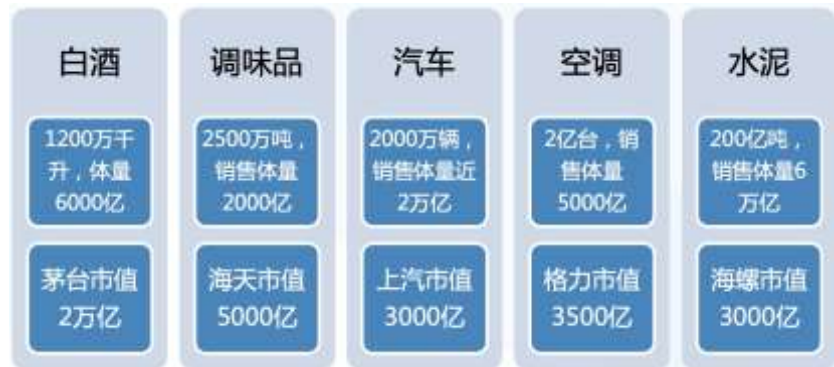 白酒
1200万千
升，体量
6000亿
茅台市值
2万亿
调味品
2500万吨，
销售体量
2000亿
海天市值
5000亿
汽车
2000万辆，
销售体量近
2万亿
上汽市值
3000亿
空调
2亿台，销
售体量
5000亿
格力市值
3500亿
水泥
200亿吨，
销售体量6
万亿
海螺市值
3000亿